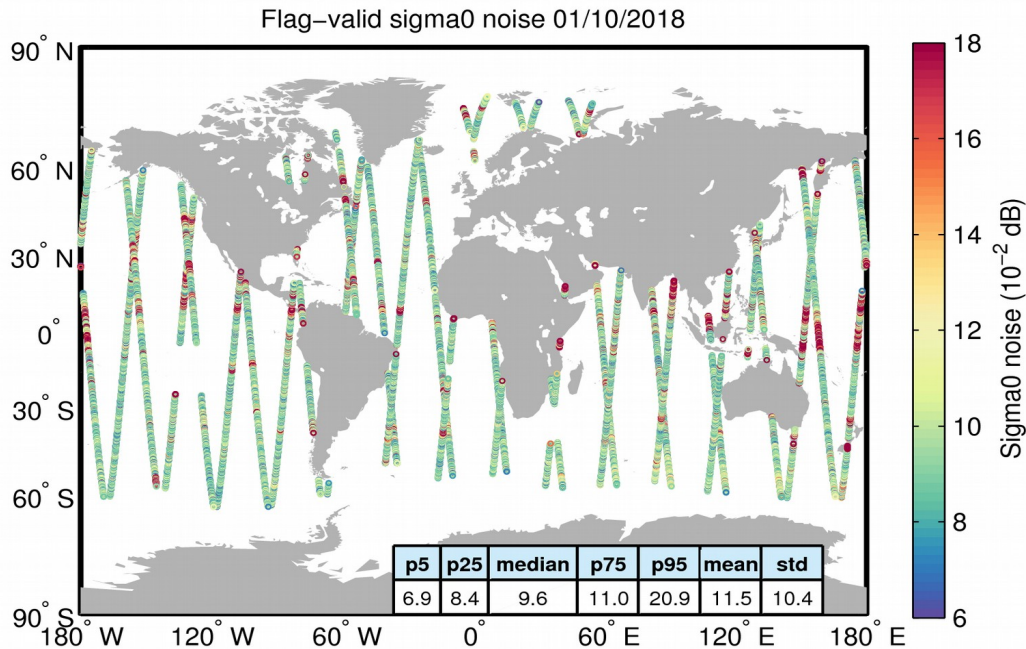 Flag−valid sigma0 noise 01/10/2018
90° N
60° N
30° N
0°
30° S
60° S
90° S
180° W
120° W
60° W
0°
60° E
120° E
180° E
p5 p25 median p75 p95 mean std
6.9 8.4 9.6 11.0 20.9 11.5 10.4
18
16
14
12
10
8
6
Sigma0 noise (10⁻² dB)